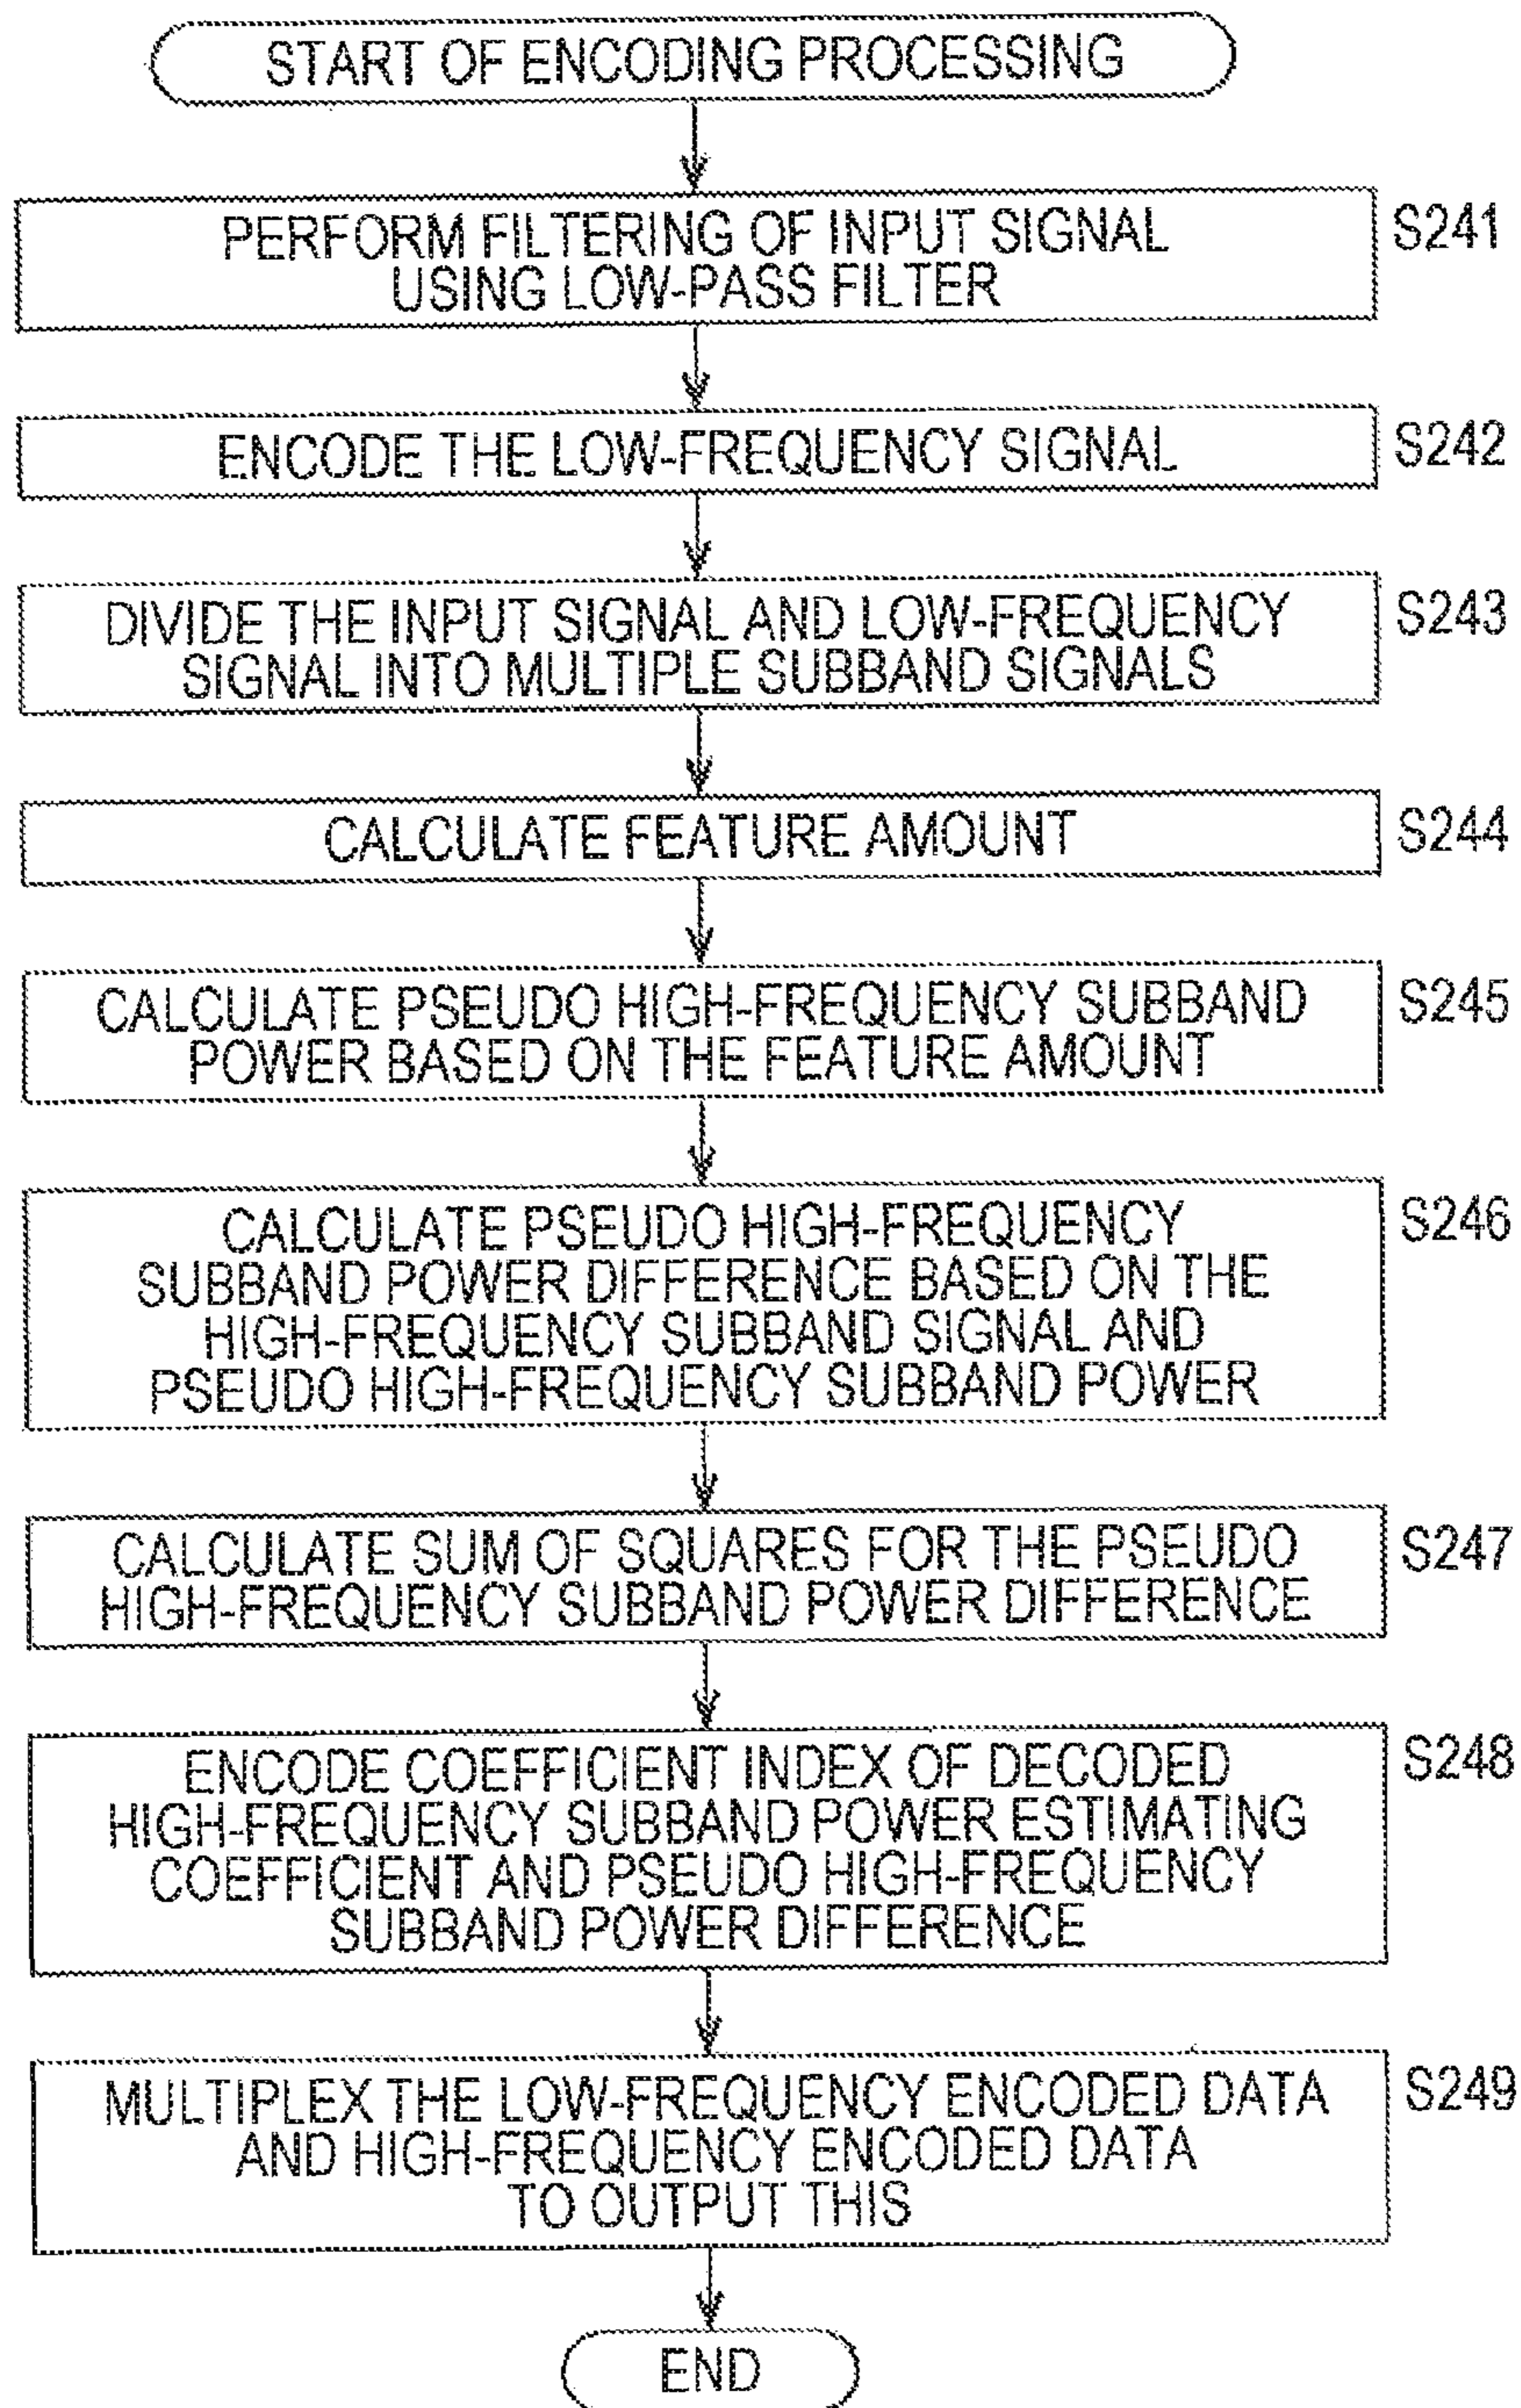 START OF ENCODING PROCESSING
PERFORM FILTERING OF INPUT SIGNAL
USING LOW-PASS FILTER
S241
ENCODE THE LOW-FREQUENCY SIGNAL
S242
DIVIDE THE INPUT SIGNAL AND LOW-FREQUENCY
SIGNAL INTO MULTIPLE SUBBAND SIGNALS
S243
CALCULATE FEATURE AMOUNT
S244
CALCULATE PSEUDO HIGH-FREQUENCY SUBBAND
POWER BASED ON THE FEATURE AMOUNT
S245
CALCULATE PSEUDO HIGH-FREQUENCY
SUBBAND POWER DIFFERENCE BASED ON THE
HIGH-FREQUENCY SUBBAND SIGNAL AND
PSEUDO HIGH-FREQUENCY SUBBAND POWER
S246
CALCULATE SUM OF SQUARES FOR THE PSEUDO
HIGH-FREQUENCY SUBBAND POWER DIFFERENCE
S247
ENCODE COEFFICIENT INDEX OF DECODED
HIGH-FREQUENCY SUBBAND POWER ESTIMATING
COEFFICIENT AND PSEUDO HIGH-FREQUENCY
SUBBAND POWER DIFFERENCE
S248
MULTIPLEX THE LOW-FREQUENCY ENCODED DATA
AND HIGH-FREQUENCY ENCODED DATA
TO OUTPUT THIS
S249
END